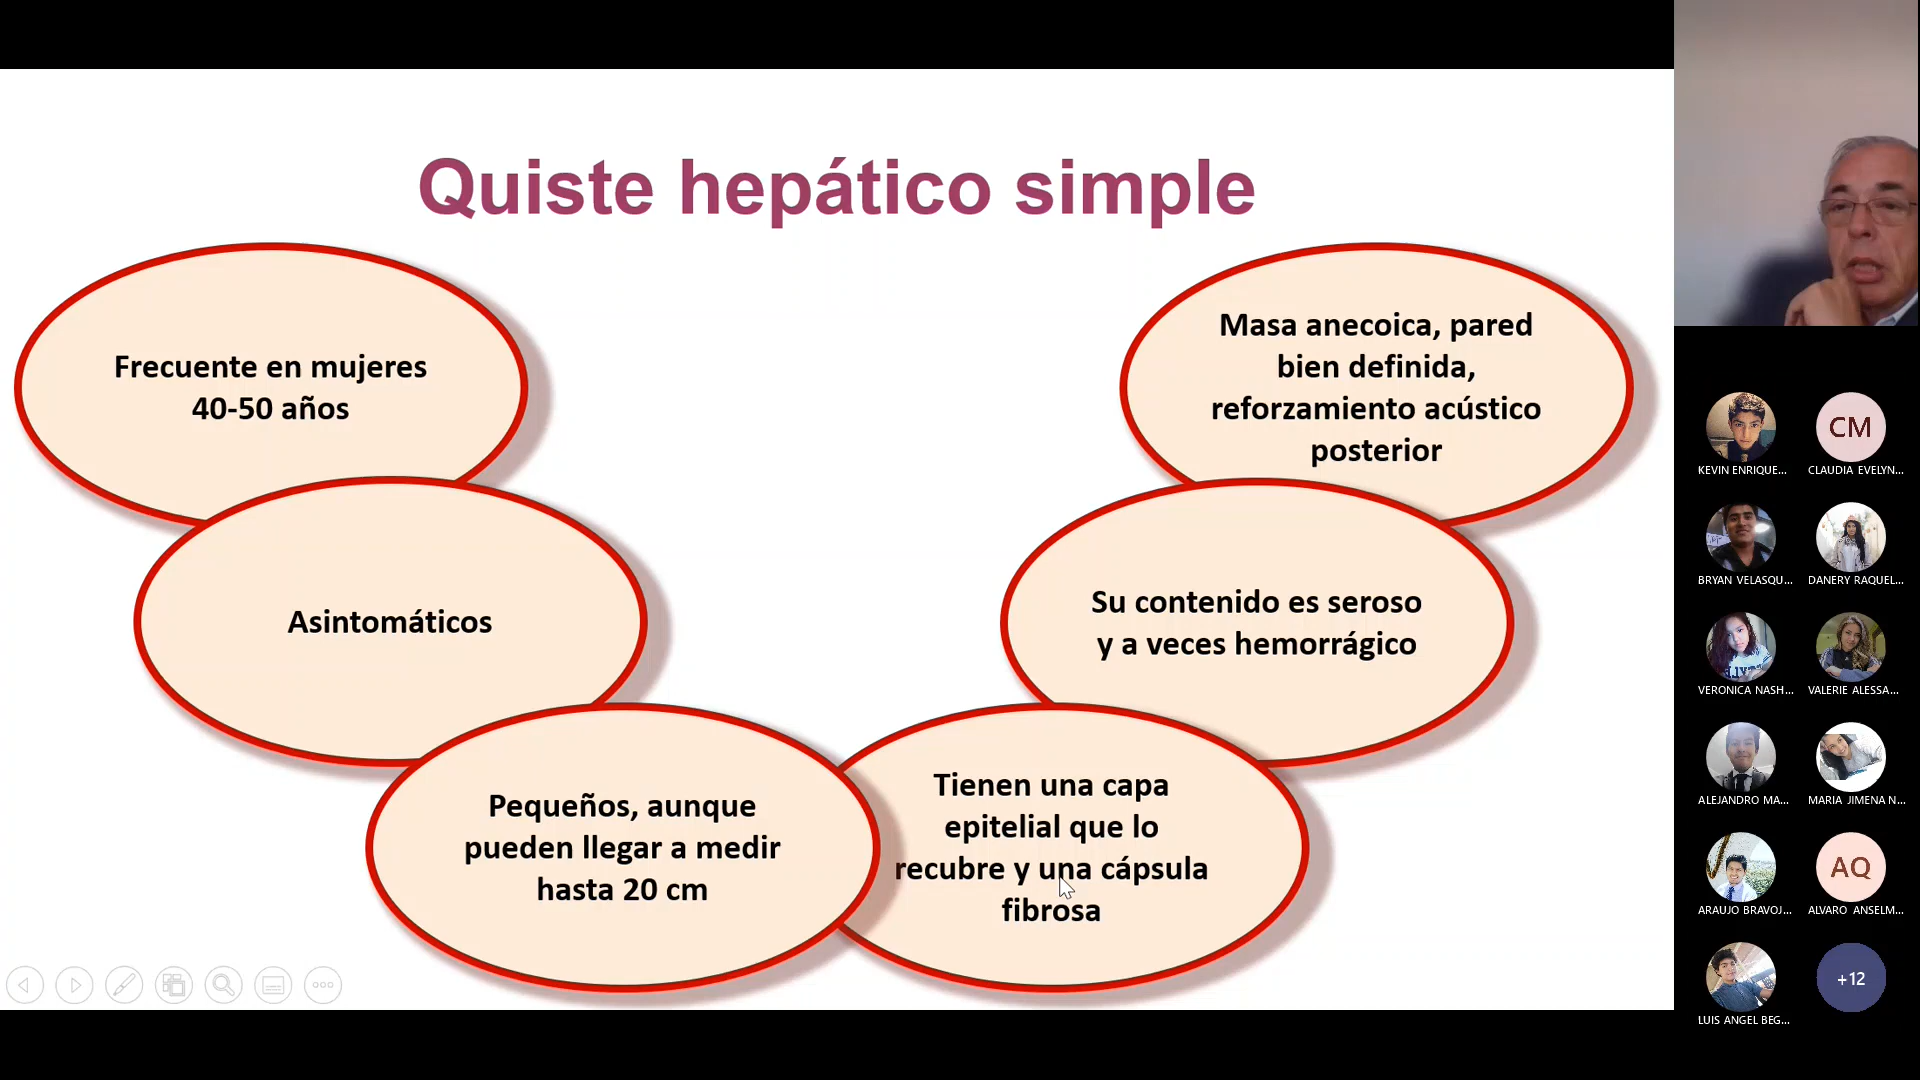 Quiste hepático simple
Frecuente en mujeres
40-50 años
Asintomáticos
Pequeños, aunque
pueden llegar a medir
hasta 20 cm
Tienen una capa
epitelial que lo
recubre y una cápsula
fibrosa
Su contenido es seroso
y a veces hemorrágico
Masa anecoica, pared
bien definida,
reforzamiento acústico
posterior
KEVIN ENRIQUE...
CM
CLAUDIA EVELYN...
BRYAN VELASQU...
DANERY RAQUEL...
VERONICA NASH...
VALERIE ALESSA...
ALEJANDRO MA...
MARIA JIMENA N...
ARAUJO BRAVOJ...
AQ
ALVARO ANSELM...
LUIS ANGEL BEG...
+12